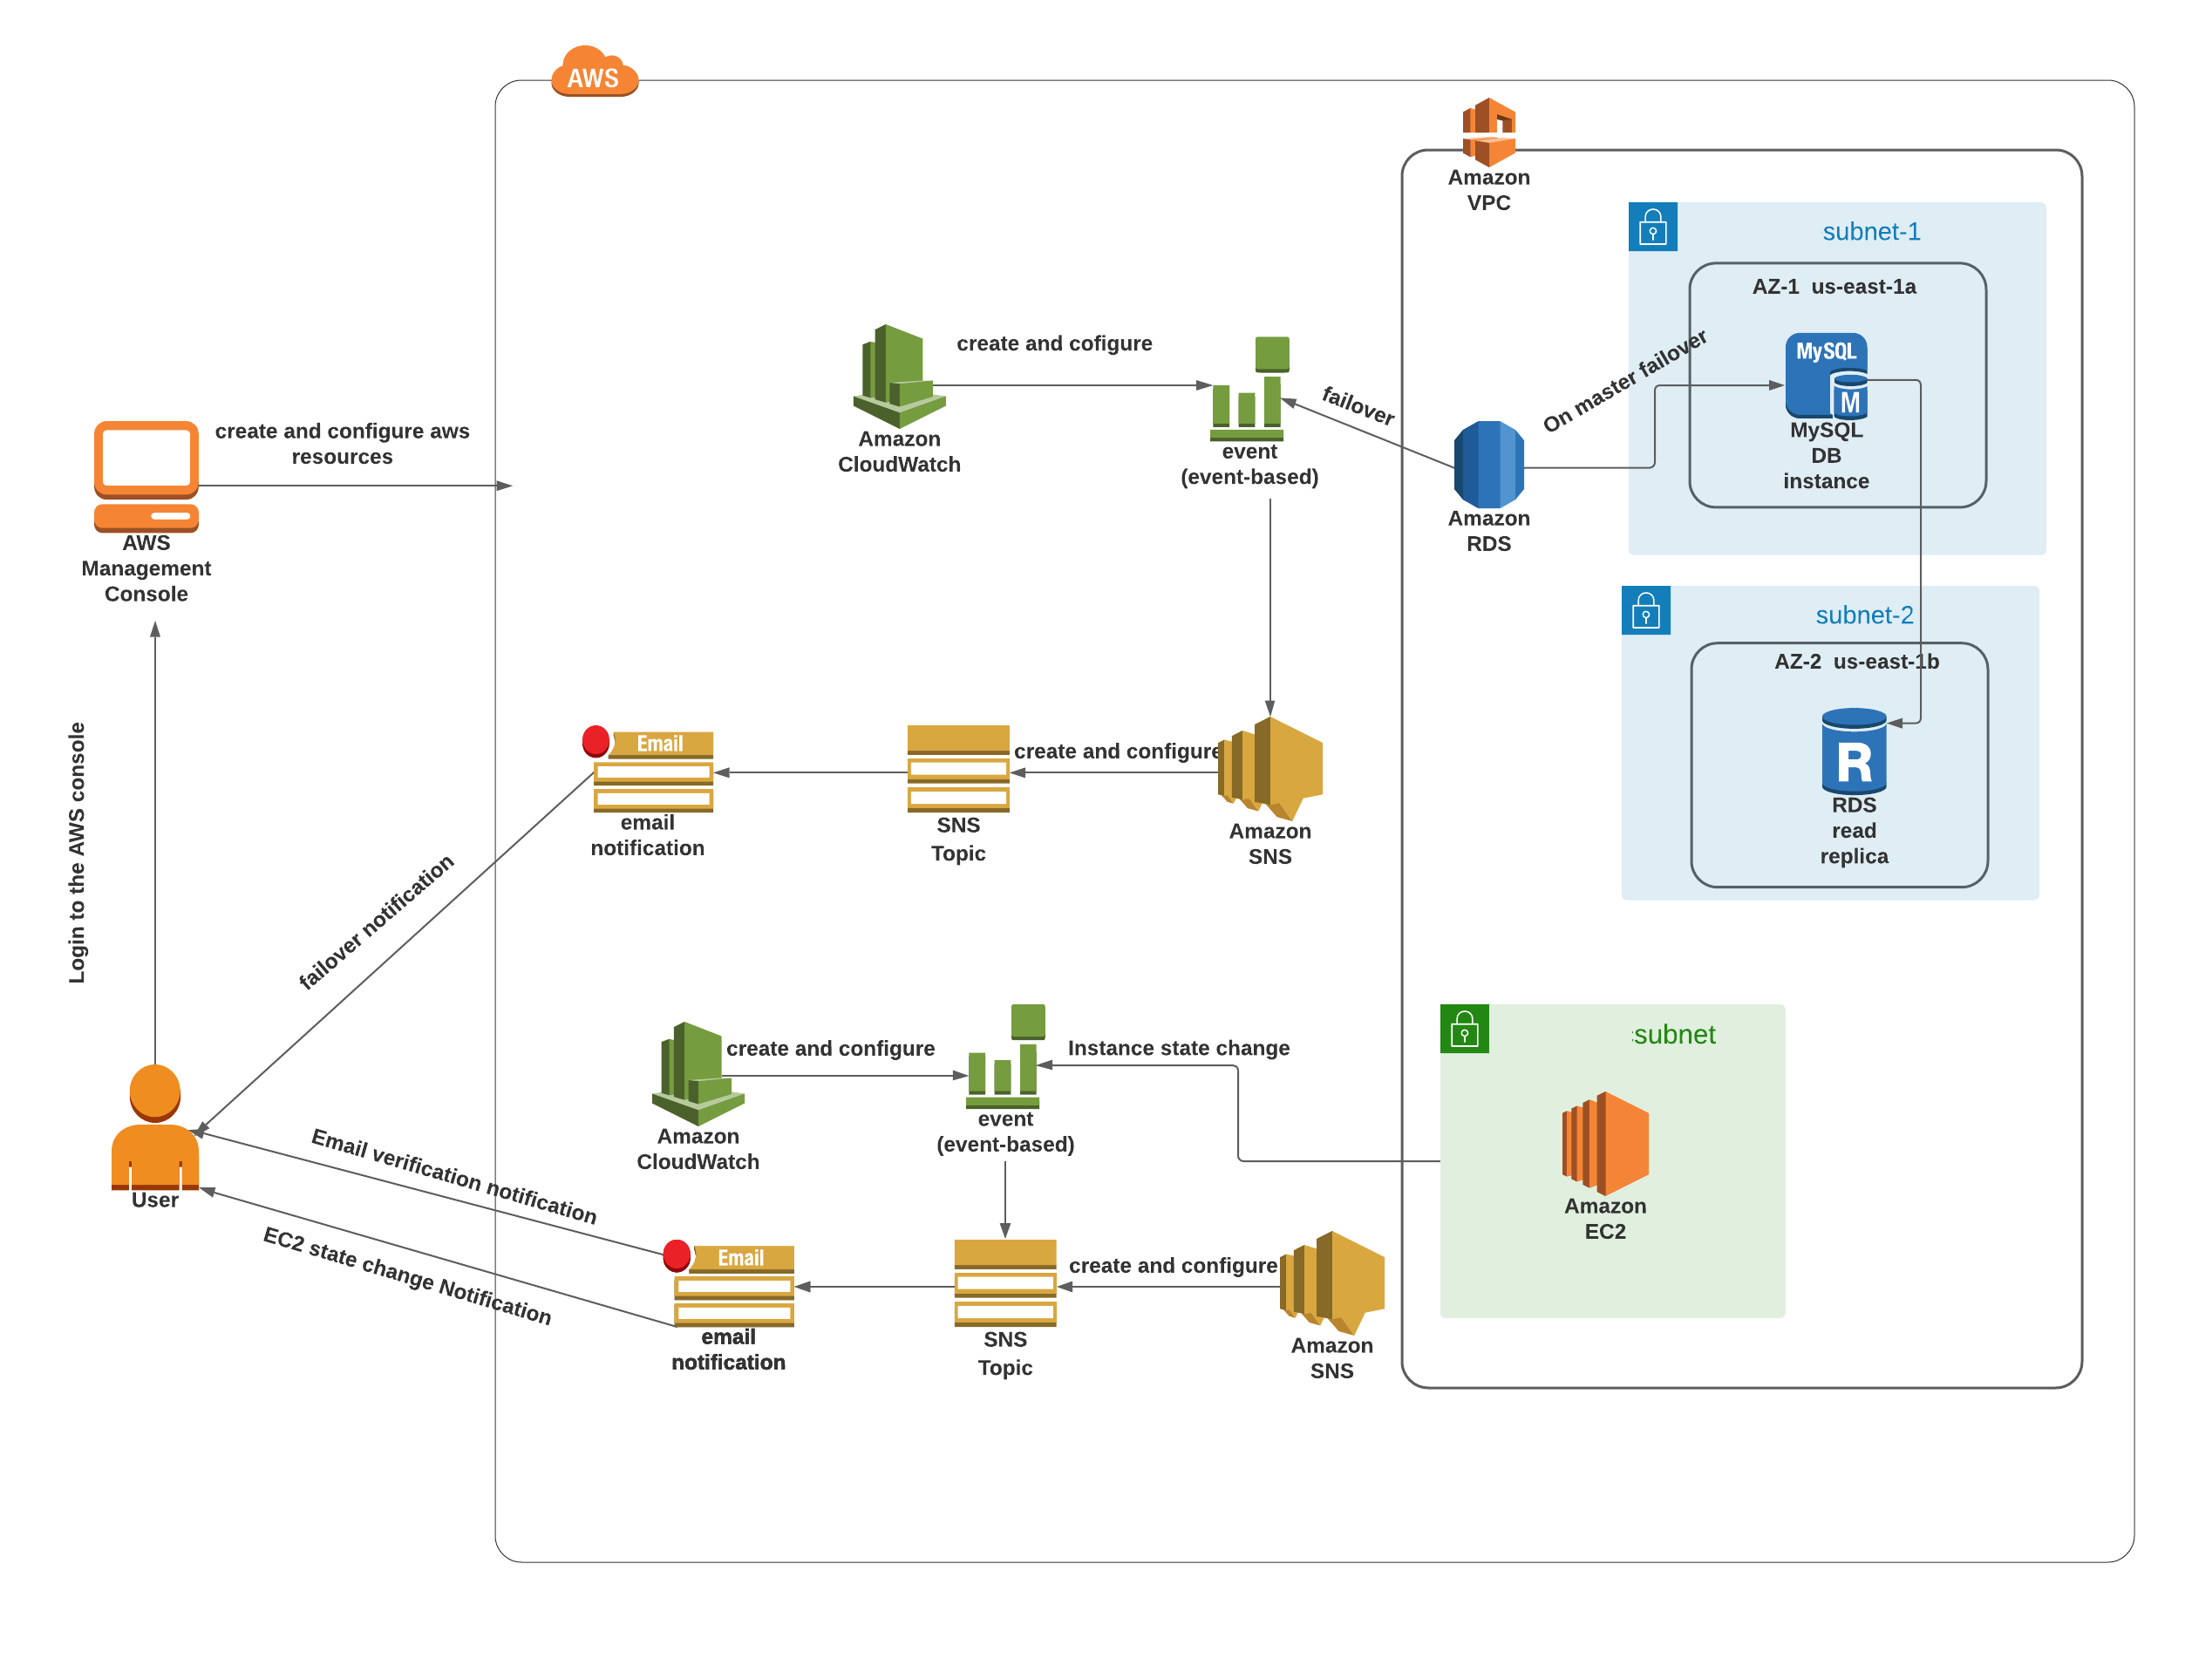 AWS
Amazon
VPC
subnet-1
AZ-1 us-east-1a
MySQL
M
MySQL
DB
instance
On master failover
create and cofigure
failover
Amazon
CloudWatch
event
(event-based)
Amazon
RDS
create and configure aws
resources
AWS
Management
Console
subnet-2
AZ-2 us-east-1b
R
RDS
read
replica
Login to the AWS console
Email
email
notification
SNS
Topic
create and configure
Amazon
SNS
failover notification
create and configure
Amazon
CloudWatch
event
(event-based)
Instance state change
subnet
Amazon
EC2
User
Email verification notification
EC2 state change Notification
Email
email
notification
SNS
Topic
create and configure
Amazon
SNS